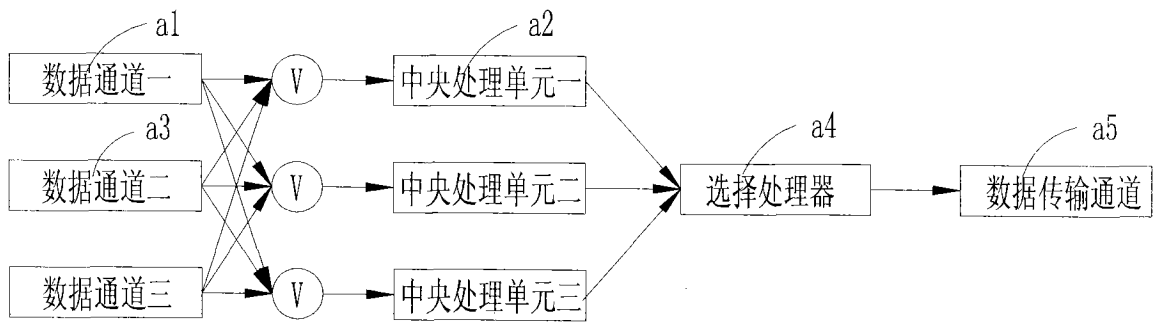 a1
a2
数据通道一
V
中央处理单元一
a3
a4
a5
数据通道二
V
中央处理单元二
选择处理器
数据传输通道
数据通道三
V
中央处理单元三